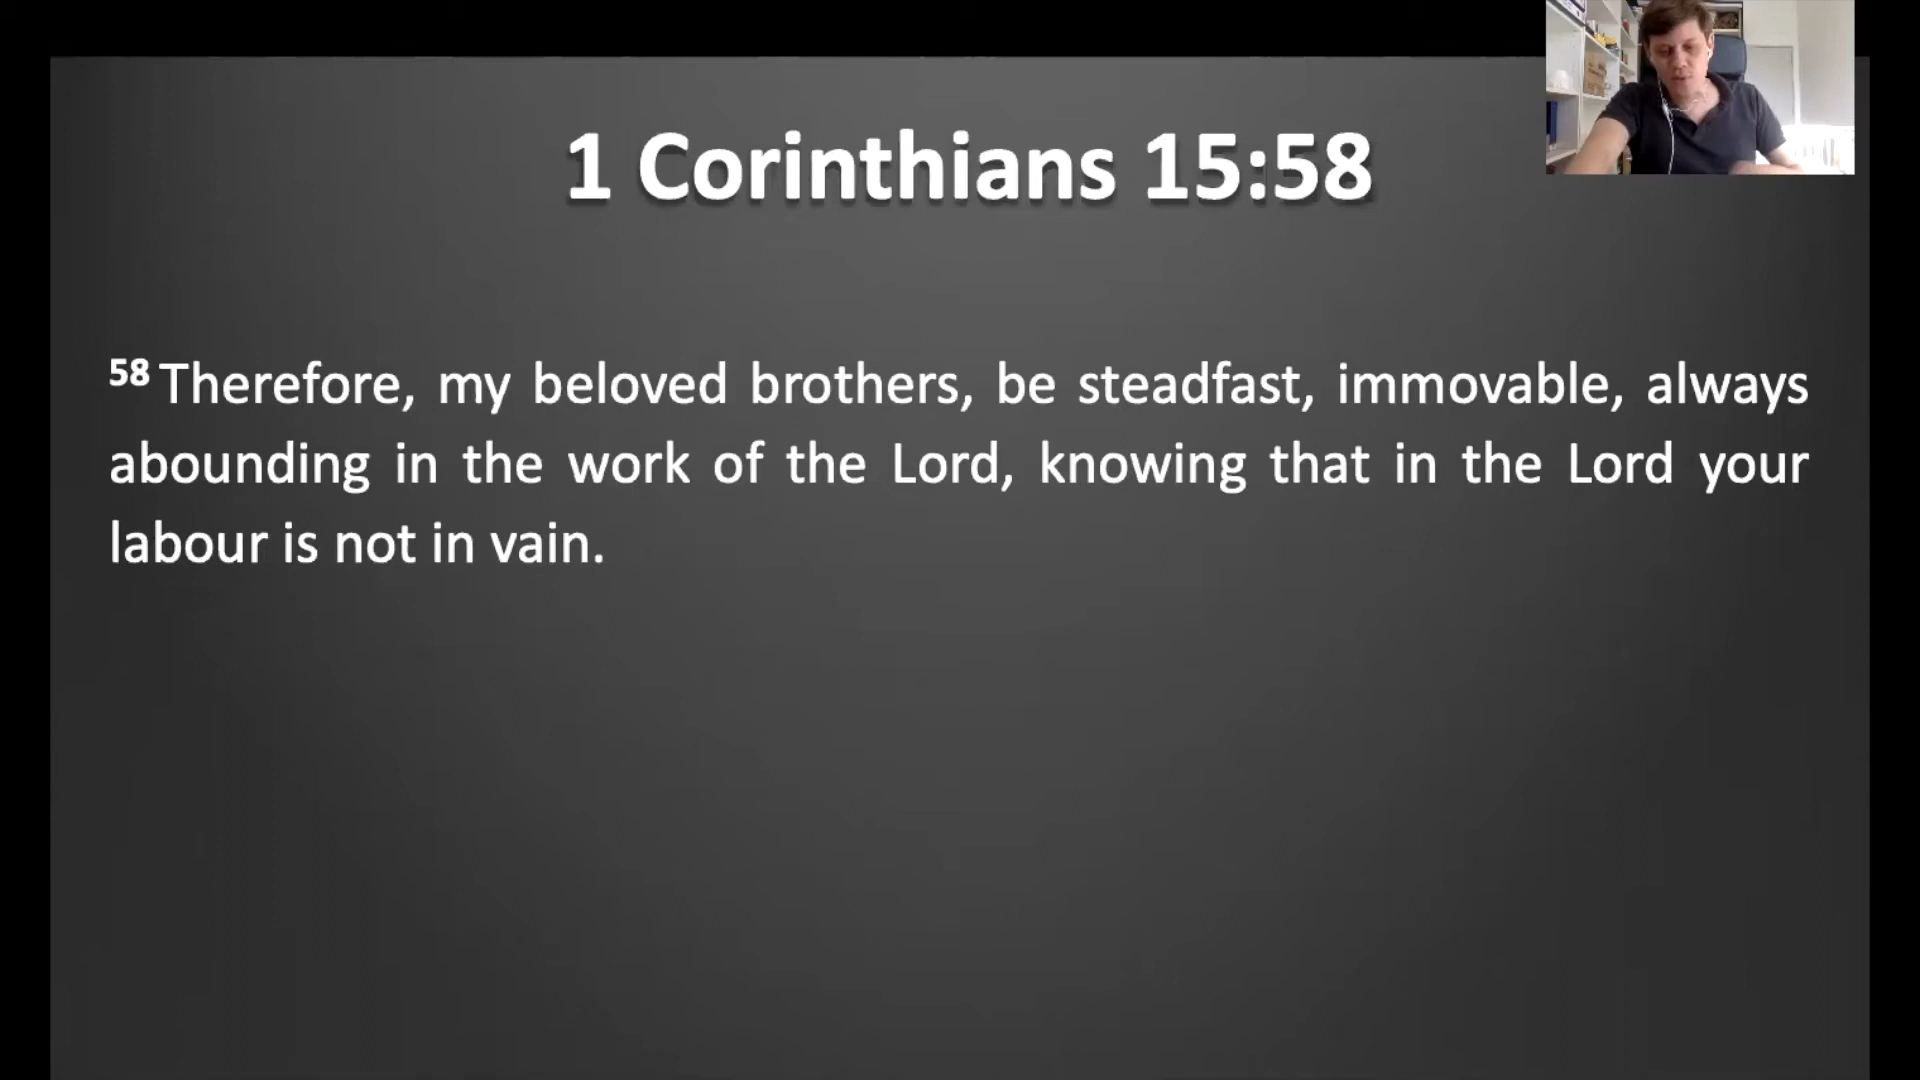 1 Corinthians 15:58
58 Therefore, my beloved brothers, be steadfast, immovable, always
abounding in the work of the Lord, knowing that in the Lord your
labour is not in vain.